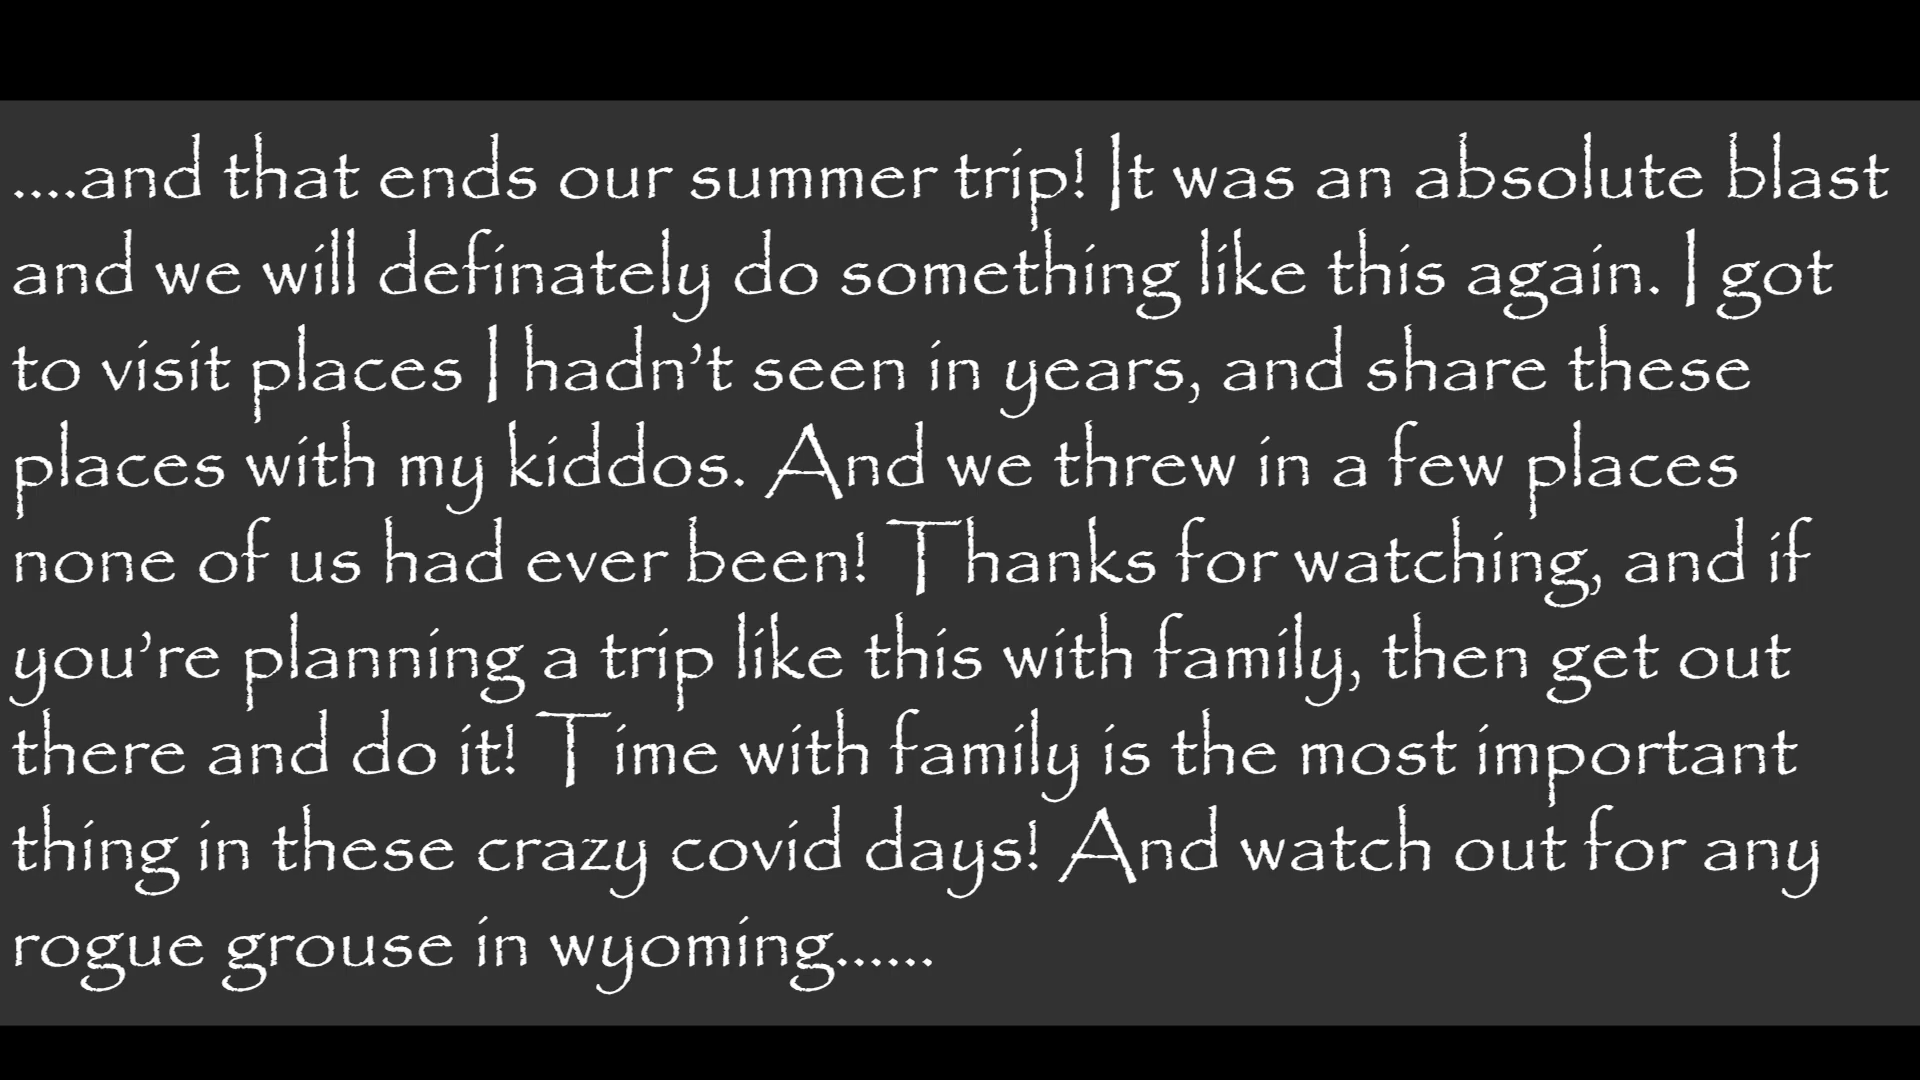 ....and that ends our summer trip! It was an absolute blast
and we will definately do something like this again. I got
to visit places I hadn't seen in years, and share these
places with my kiddos. And we threw in a few places
none of us had ever been! Thanks for watching, and if
you're planning a trip like this with family, then get out
there and do it! Time with family is the most important
thing in these crazy covid days! And watch out for any
rogue grouse in wyoming......